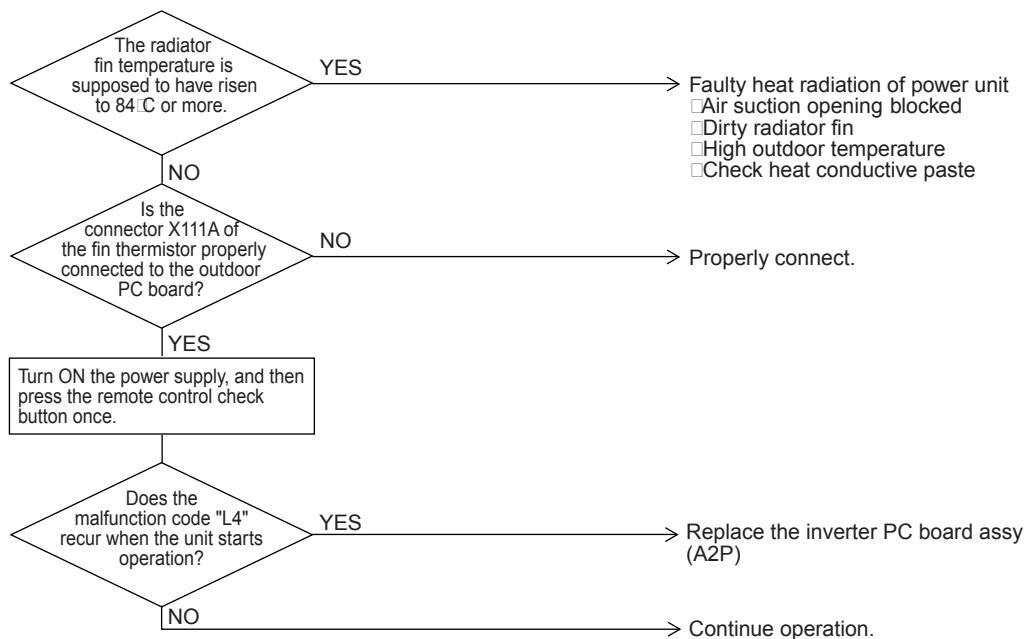 The radiator
fin temperature is
supposed to have risen
to 84□C or more.
YES
Faulty heat radiation of power unit
□Air suction opening blocked
□Dirty radiator fin
□High outdoor temperature
□Check heat conductive paste
NO
Is the
connector X111A of
the fin thermistor properly
connected to the outdoor
PC board?
NO
Properly connect.
YES
Turn ON the power supply, and then
press the remote control check
button once.
Does the
malfunction code "L4"
recur when the unit starts
operation?
YES
Replace the inverter PC board assy
(A2P)
NO
Continue operation.